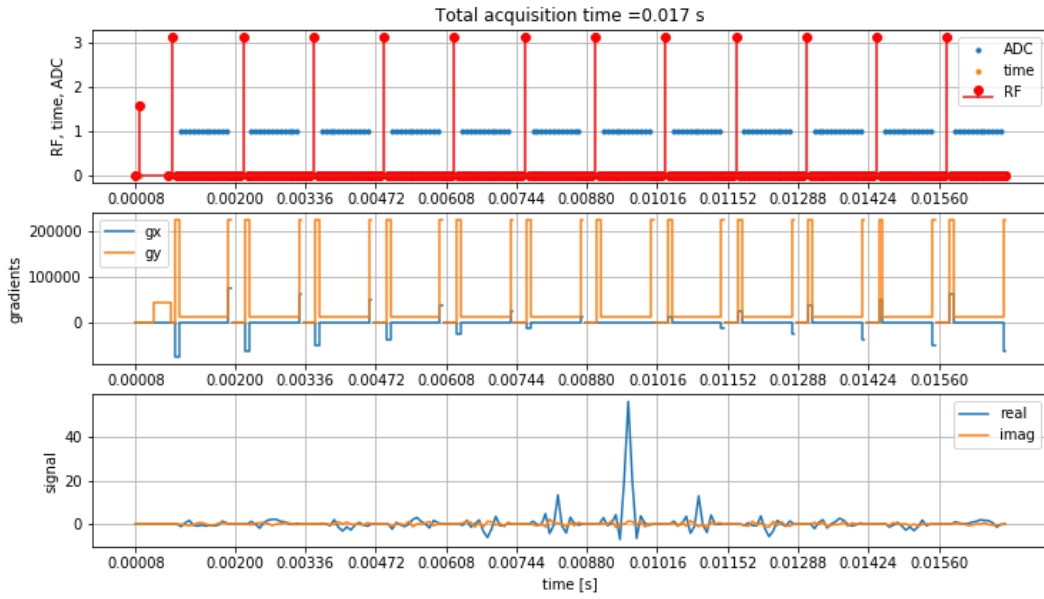 Total acquisition time =0.017 s
RF, time, ADC
3
2
1
0
ADC
time
RF
0.00008 0.00200 0.00336 0.00472 0.00608 0.00744 0.00880 0.01016 0.01152 0.01288 0.01424 0.01560
gradients
200000
100000
0
gx
gy
0.00008 0.00200 0.00336 0.00472 0.00608 0.00744 0.00880 0.01016 0.01152 0.01288 0.01424 0.01560
signal
40
20
0
real
imag
0.00008 0.00200 0.00336 0.00472 0.00608 0.00744 0.00880 0.01016 0.01152 0.01288 0.01424 0.01560
time [s]